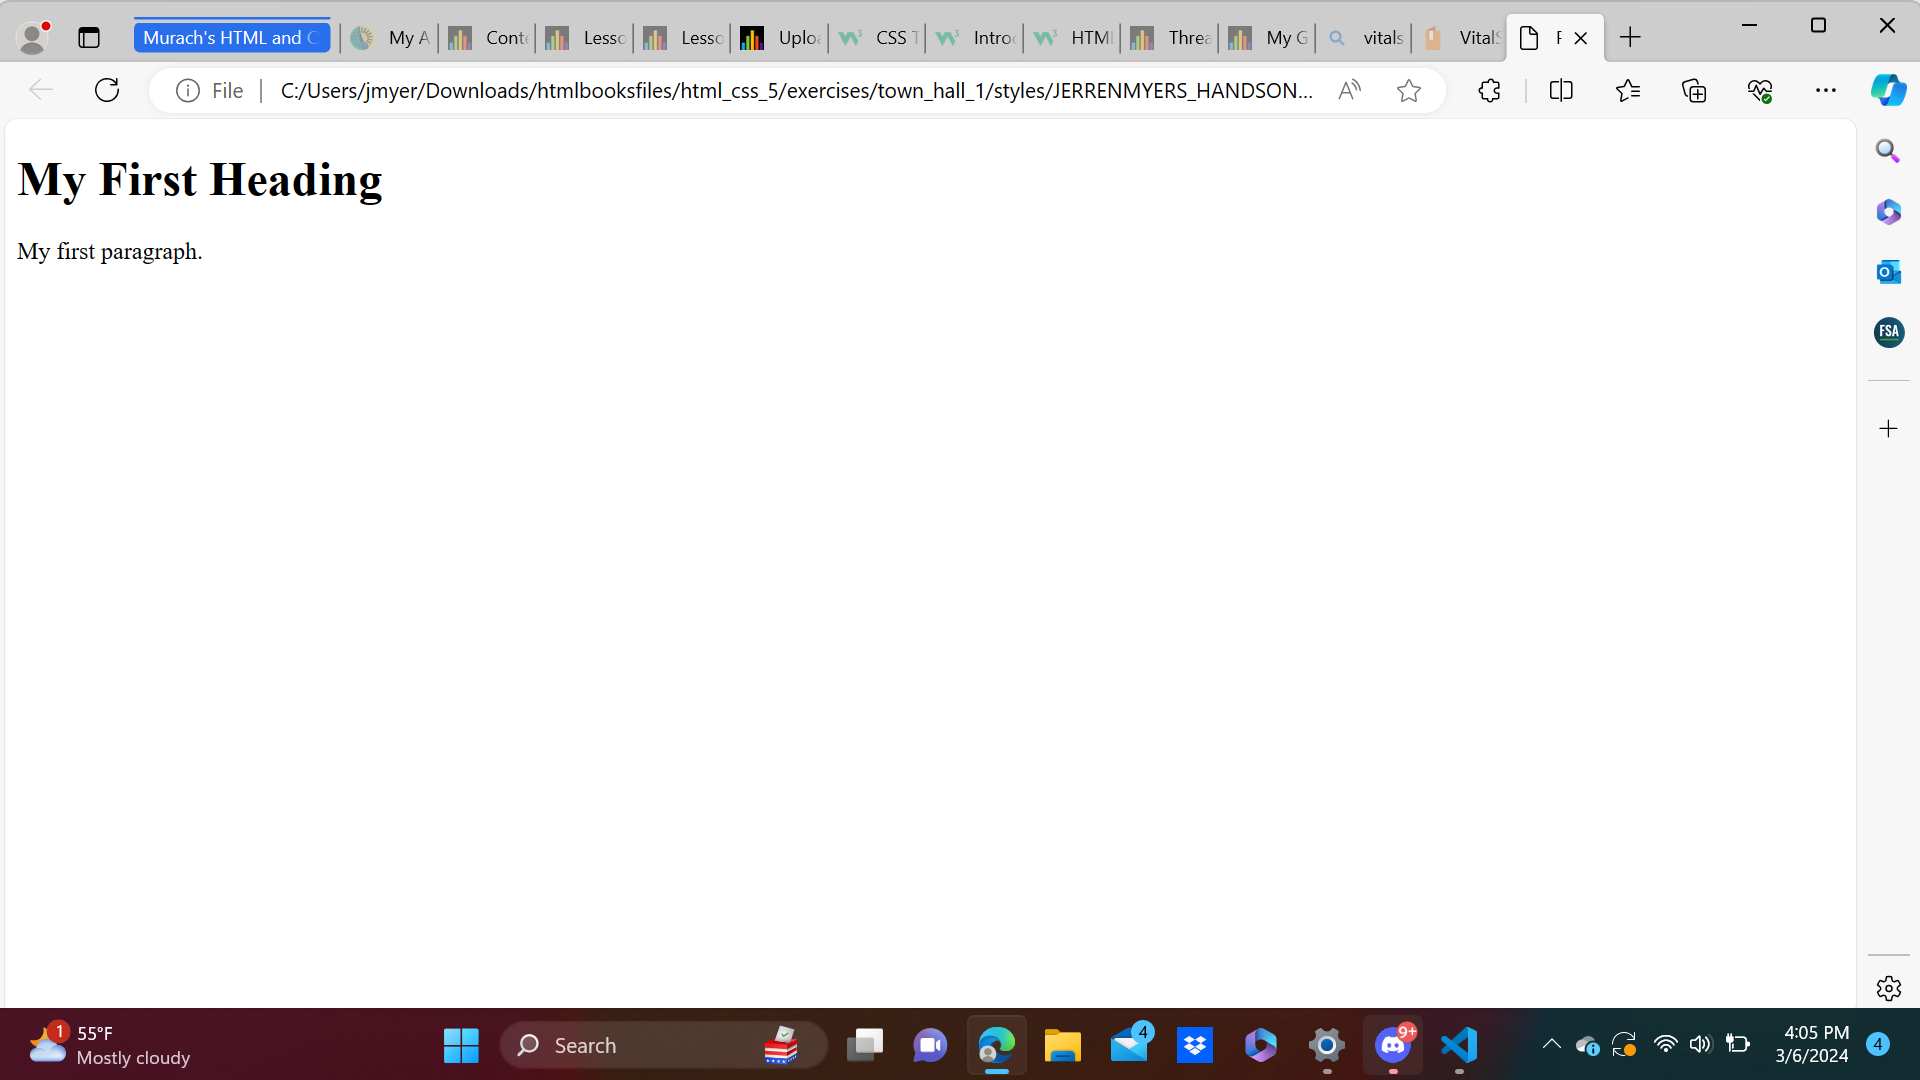 Murach's HTML and C
My A
Conte
Lesso
Lesso
Uploa
CSS T
Introd
HTML
Threa
My G
vitals
VitalS
File
C:/Users/jmyer/Downloads/htmlbooksfiles/html_css_5/exercises/town_hall_1/styles/JERRENMYERS_HANDSON...
My First Heading
My first paragraph.
FSA
1
55°F
Mostly cloudy
Search
4
9+
4:05 PM
3/6/2024
4